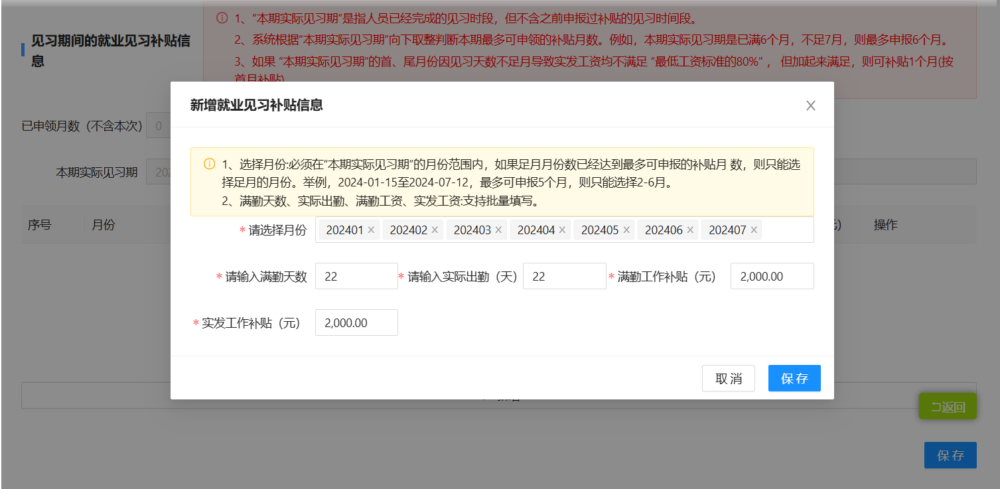 1、“本期实际见习期”是指人员已经完成的见习时段，但不含之前申报过补贴的见习时间段。
见习期间的就业见习补贴信
息
2、系统根据“本期实际见习期”向下取整判断本期最多可申领的补贴月数。例如，本期实际见习期是已满6个月，不足7月，则最多申报6个月。
3、如果 “本期实际见习期”的首、尾月份因见习天数不足月导致实发工资均不满足 “最低工资标准的80%" ， 但加起来满足，则可补贴1个月(按
首月补贴)
新增就业见习补贴信息
已申领月数（不含本次） 0
1、选择月份:必须在“本期实际见习期”的月份范围内，如果足月月份数已经达到最多可申报的补贴月 数，则只能选
择足月的月份。举例，2024-01-15至2024-07-12，最多可申报5个月，则只能选择2-6月。
2、满勤天数、实际出勤、满勤工资、实发工资:支持批量填写。
本期实际见习期 202
序号 月份 操作
* 请选择月份 202401 202402 202403 202404 202405 202406 202407
* 请输入满勤天数 22 * 请输入实际出勤（天） 22 * 满勤工作补贴（元） 2,000.00
* 实发工作补贴（元） 2,000.00
取消 保存
返回
保存